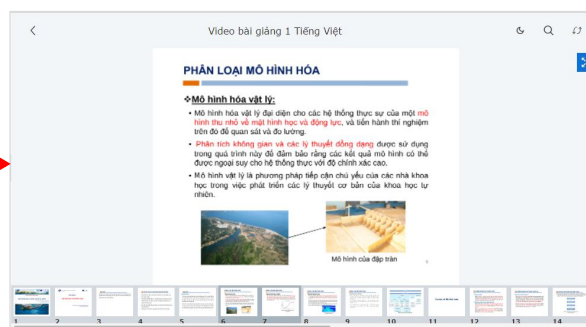 Video bài giảng 1 Tiếng Việt
PHÂN LOẠI MÔ HÌNH HÓA
❖Mô hình hóa vật lý:
• Mô hình hóa vật lý đại diện cho các hệ thống thực sự của một mô
hình thu nhỏ về mặt hình học và động lực, và tiến hành thí nghiệm
trên đó để quan sát và đo lường.
• Phân tích không gian và các lý thuyết đồng dạng được sử dụng
trong quá trình này để đảm bảo rằng các kết quả mô hình có thể
được ngoại suy cho hệ thống thực với độ chính xác cao.
• Mô hình vật lý là phương pháp tiếp cận chủ yếu của các nhà khoa
học trong việc phát triển các lý thuyết cơ bản của khoa học tự
nhiên.
Mô hình của đập tràn
1 2 3 4 5 6 7 8 9 10 11 12 13 14